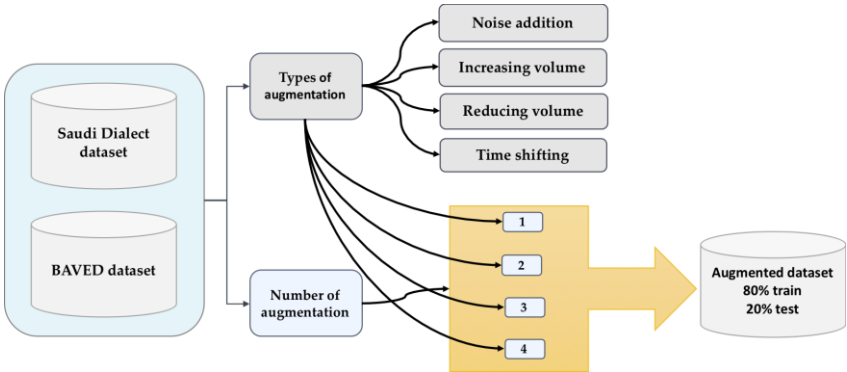 Saudi Dialect
dataset
BAVED dataset
Types of
augmentation
Number of
augmentation
Noise addition
Increasing volume
Reducing volume
Time shifting
1
2
3
4
Augmented dataset
80% train
20% test